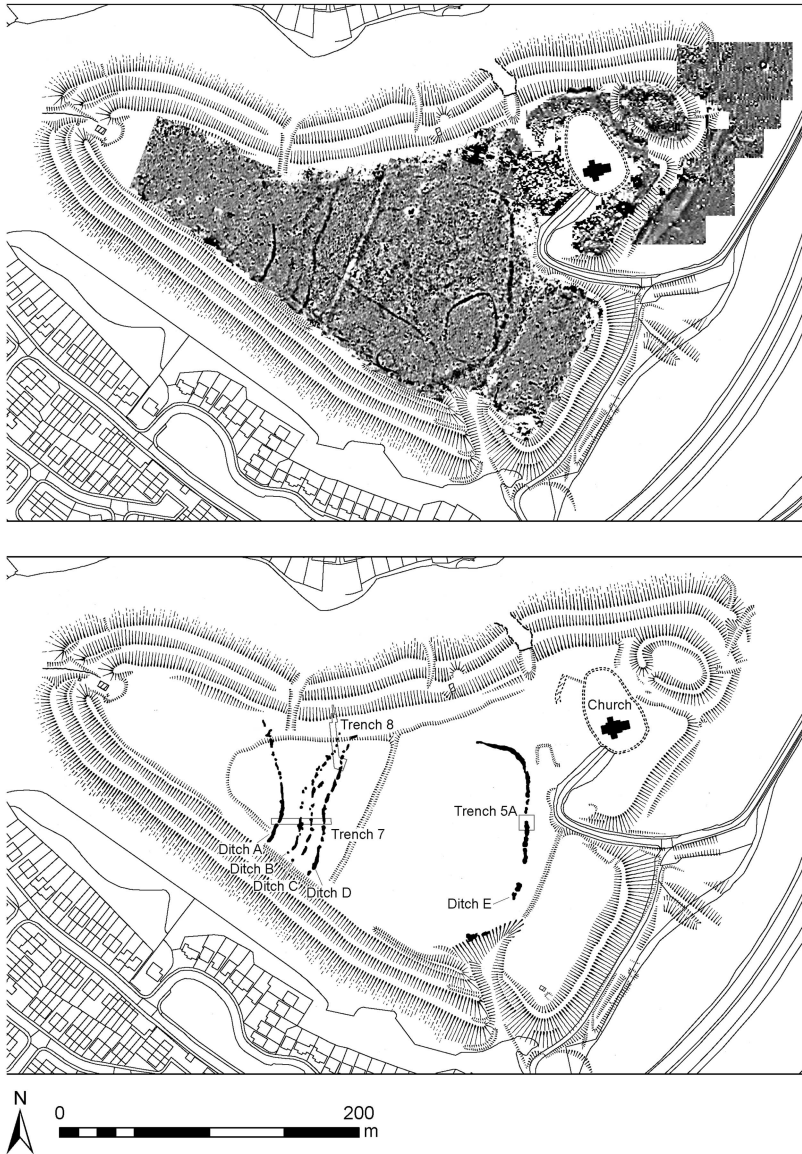 Church
Trench 8
Trench 5A
Trench 7
Ditch A
Ditch B
Ditch C
Ditch D
Ditch E
N
0
200
m